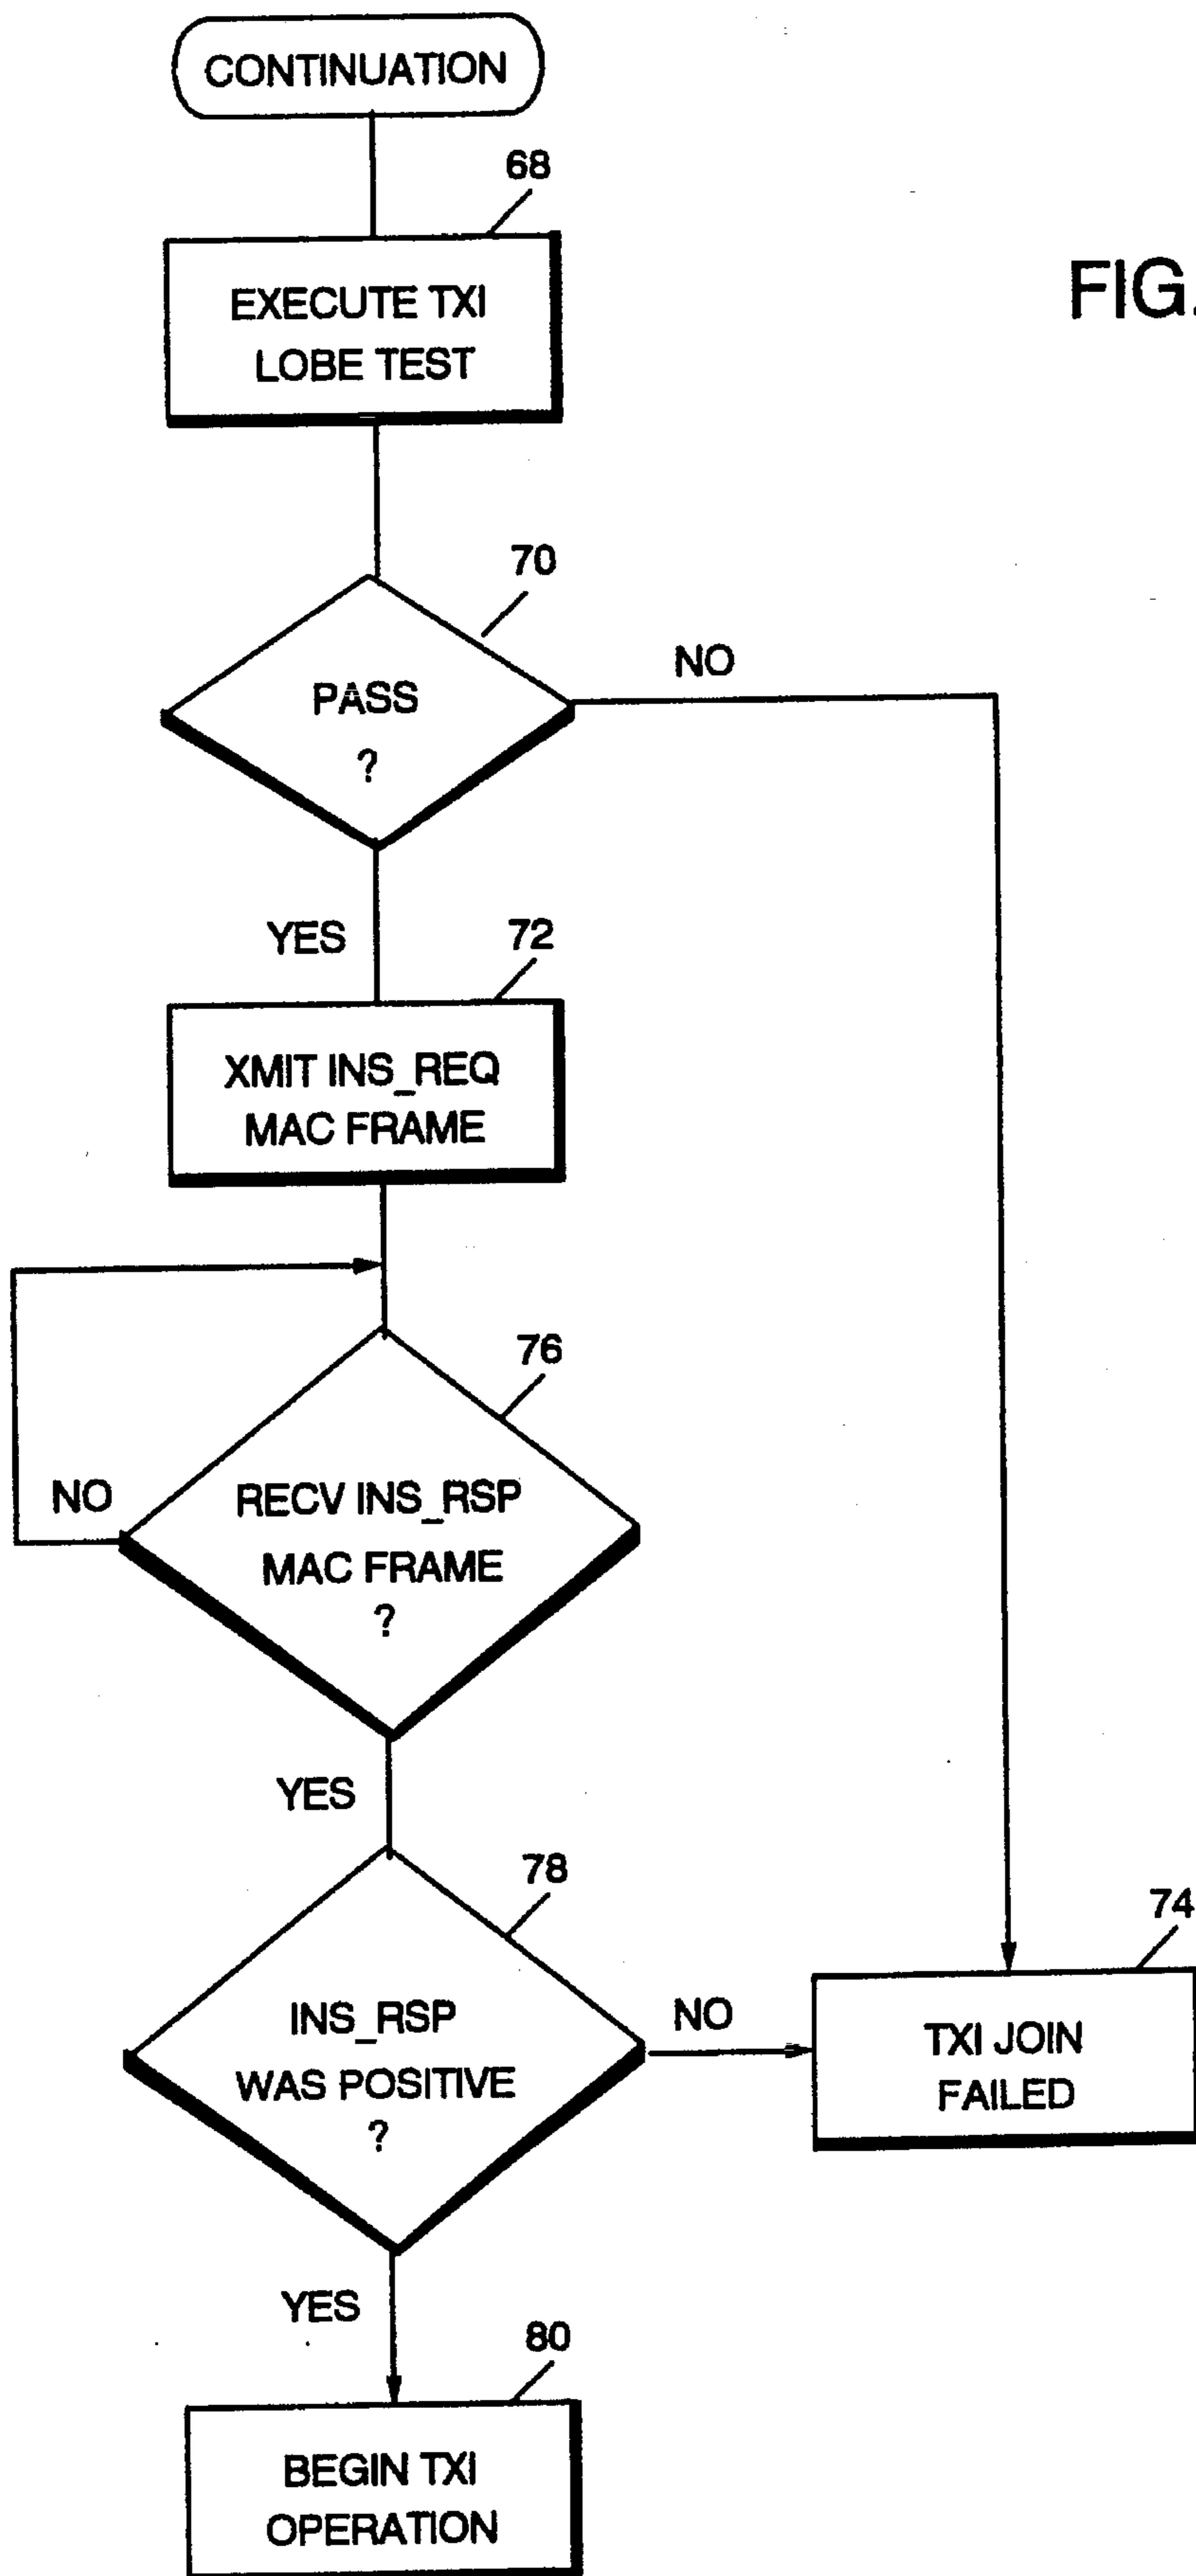 CONTINUATION
68
EXECUTE TXI
LOBE TEST
FIG.
70
PASS
?
NO
YES
72
XMIT INS_REQ
MAC FRAME
76
NO
RECV INS_RSP
MAC FRAME
?
YES
78
INS_RSP
WAS POSITIVE
?
NO
74
TXI JOIN
FAILED
YES
80
BEGIN TXI
OPERATION